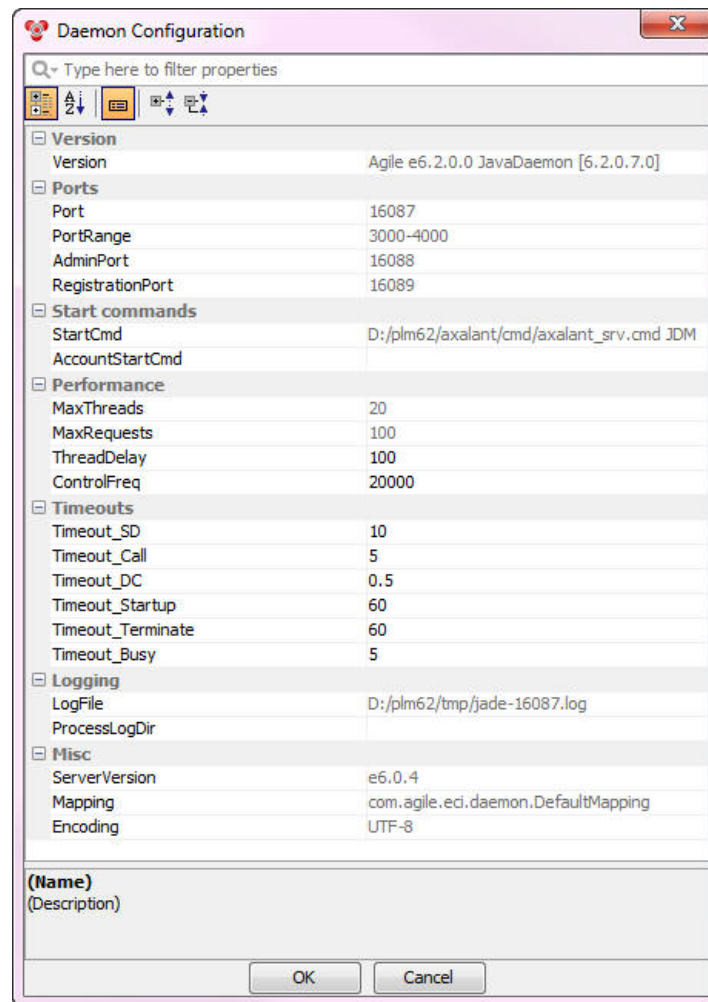 Daemon Configuration
Type here to filter properties
Version
Version Agile e6.2.0.0 JavaDaemon [6.2.0.7.0]
Ports
Port 16087
PortRange 3000-4000
AdminPort 16088
RegistrationPort 16089
Start commands
StartCmd D:/plm62/axalant/cmd/axalant_srv.cmd JDM
AccountStartCmd
Performance
MaxThreads 20
MaxRequests 100
ThreadDelay 100
ControlFreq 20000
Timeouts
Timeout_SD 10
Timeout_Call 5
Timeout_DC 0.5
Timeout_Startup 60
Timeout_Terminate 60
Timeout_Busy 5
Logging
LogFile D:/plm62/tmp/jade-16087.log
ProcessLogDir
Misc
ServerVersion e6.0.4
Mapping com.agile.eci.daemon.DefaultMapping
Encoding UTF-8
(Name)
(Description)
OK Cancel